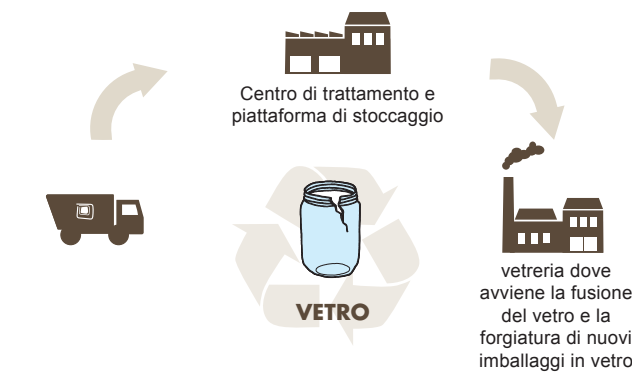 Centro di trattamento e
piattaforma di stoccaggio
VETRO
vetreria dove
avviene la fusione
del vetro e la
forgiatura di nuovi
imballaggi in vetro